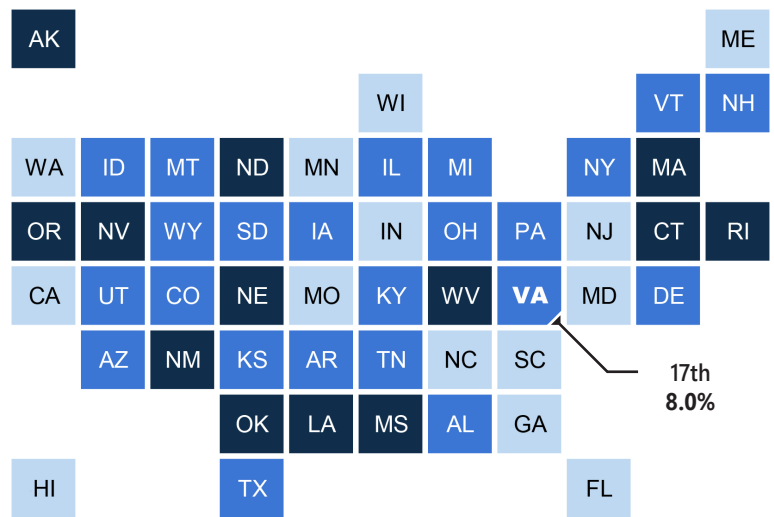 AK ME
WI VT NH
WA ID MT ND MN IL MI NY MA
OR NV WY SD IA IN OH PA NJ CT RI
CA UT CO NE MO KY WV VA MD DE
AZ NM KS AR TN NC SC
17th
8.0%
OK LA MS AL GA
HI TX FL